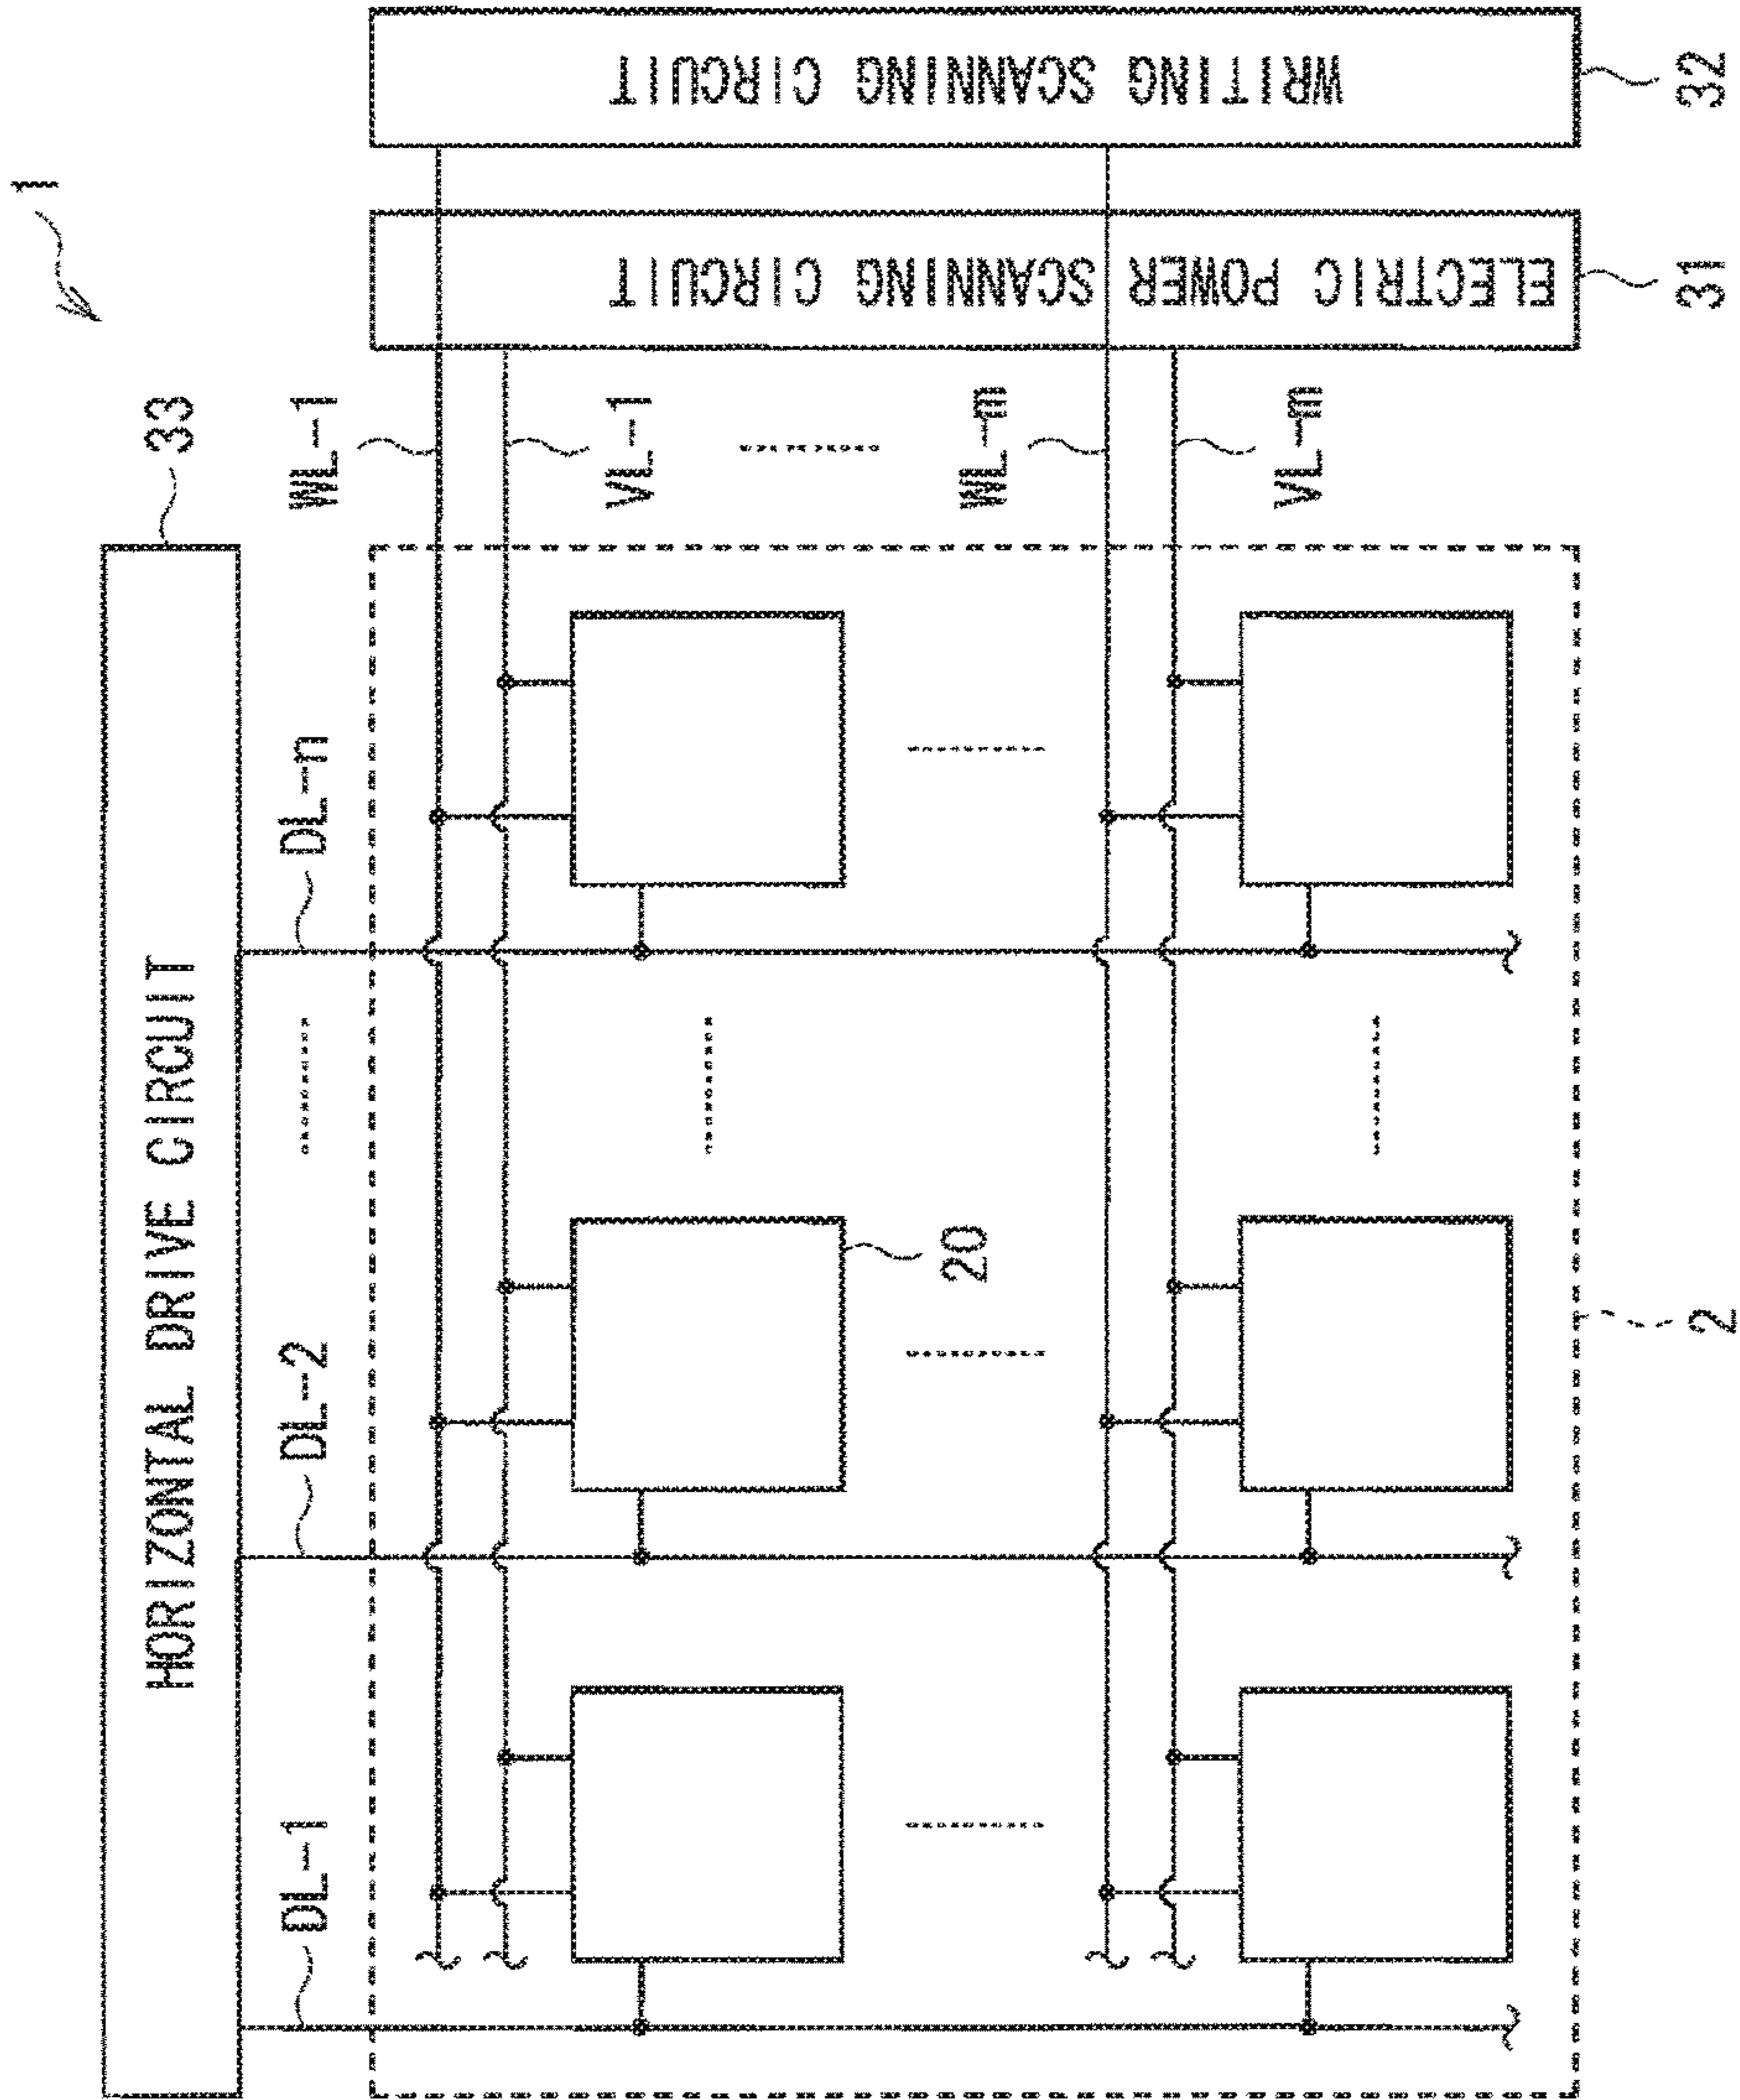 1
HORIZONTAL DRIVE CIRCUIT
33
DL-1
DL-2
DL-n
WL-1
VL-1
WL-m
VL-m
20
2
ELECTRIC POWER SCANNING CIRCUIT
31
WRITING SCANNING CIRCUIT
32